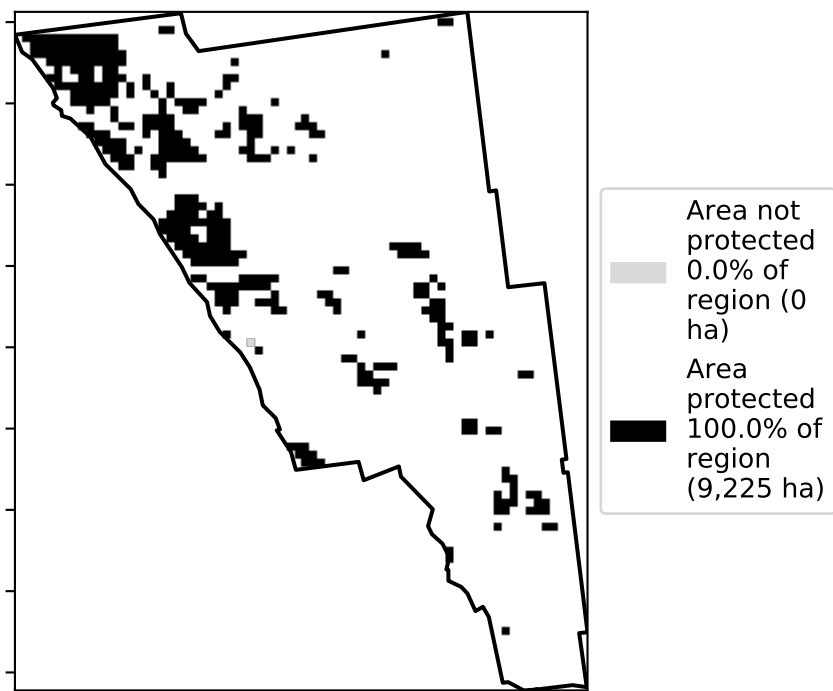 Area not
protected
0.0% of
region (0
ha)
Area
protected
100.0% of
region
(9,225 ha)